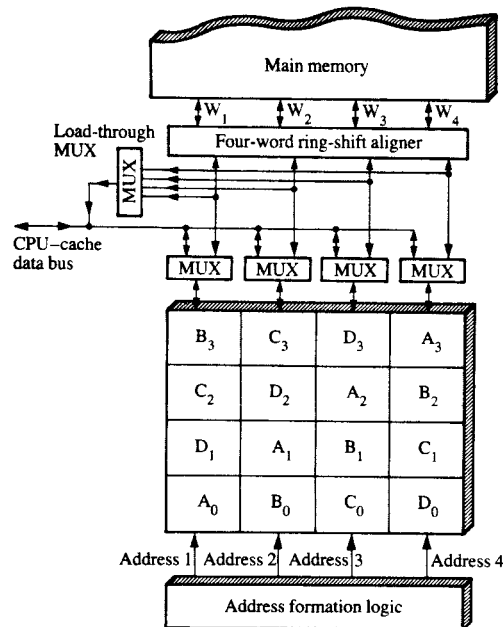 Main memory
W1 W2 W3 W4
Load-through
MUX
Four-word ring-shift aligner
MUX
CPU–cache
data bus
MUX MUX MUX MUX
B3 C3 D3 A3
C2 D2 A2 B2
D1 A1 B1 C1
A0 B0 C0 D0
Address 1 Address 2 Address 3 Address 4
Address formation logic